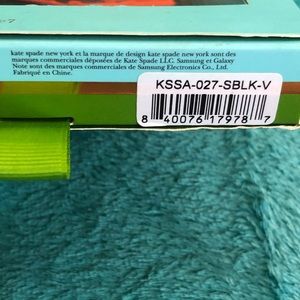 kate spade new york et la marque de design kate spade new york sont des
marques commerciales déposées de Kate Spade LLC. Samsung et Galaxy
Note sont des marques commerciales de Samsung Electronics Co., Ltd.
Fabriqué en Chine.
KSSA-027-SBLK-V
8 40076 17978 7